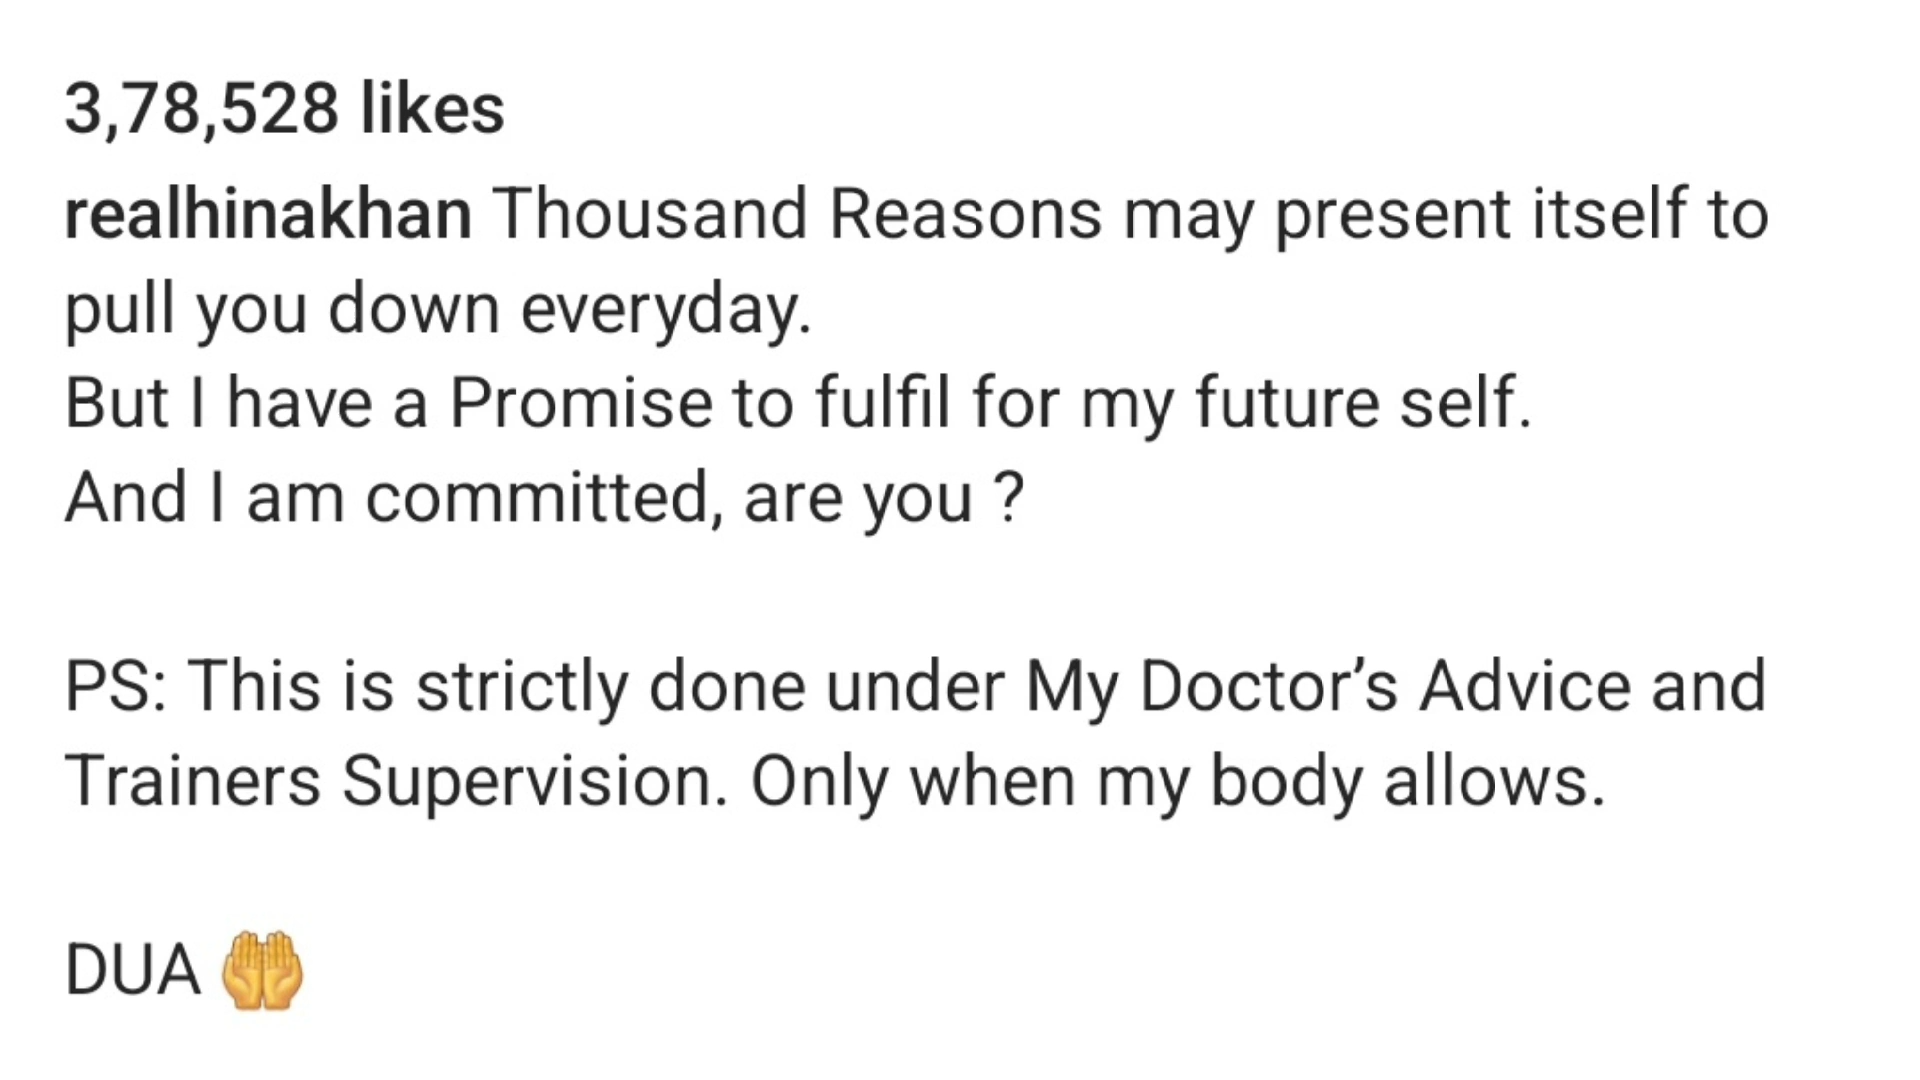 3,78,528 likes
realhinakhan Thousand Reasons may present itself to
pull you down everyday.
But I have a Promise to fulfil for my future self.
And I am committed, are you ?
PS: This is strictly done under My Doctor’s Advice and
Trainers Supervision. Only when my body allows.
DUA 🤲